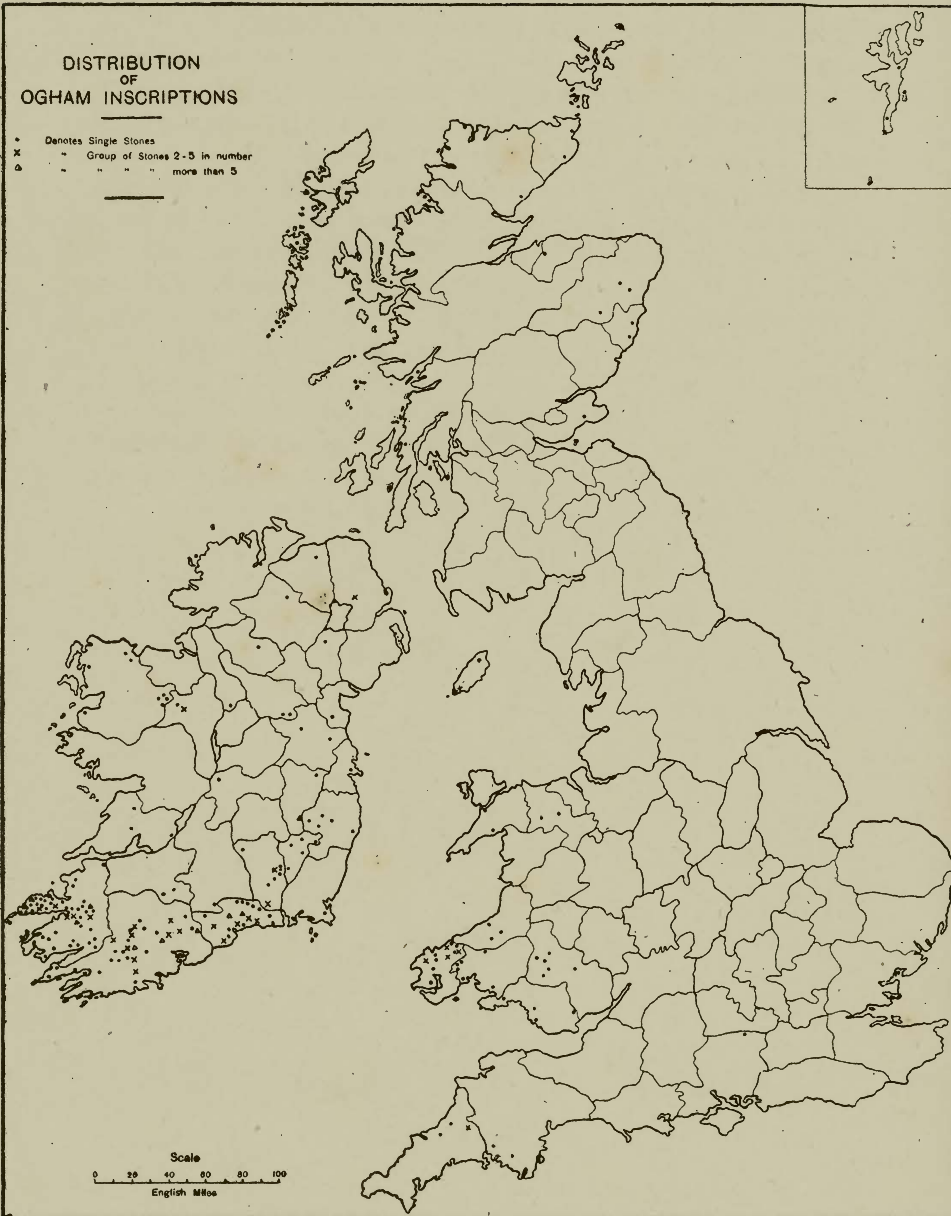 DISTRIBUTION
OF
OGHAM INSCRIPTIONS
• Denotes Single Stones
x " Group of Stones 2-5 in number
△ " " " " more than 5
Scale
0 20 40 60 80 100
English Miles